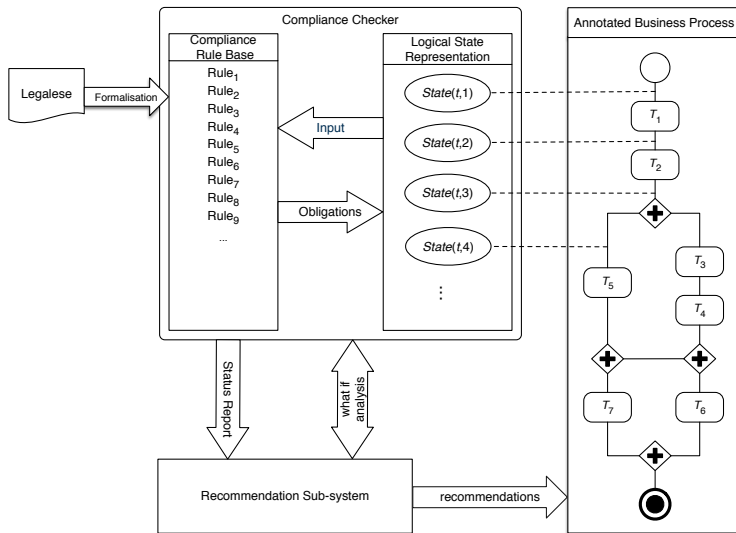 Compliance Checker
Annotated Business Process
Compliance
Rule Base
Logical State
Representation
Legalese
Formalisation
Rule1
Rule2
Rule3
Rule4
Rule5
Rule6
Rule7
Rule8
Rule9
...
Input
Obligations
State(t,1)
State(t,2)
State(t,3)
State(t,4)
⋮
T1
T2
T3
T5
T4
T7
T6
Status Report
what if
analysis
Recommendation Sub-system
recommendations